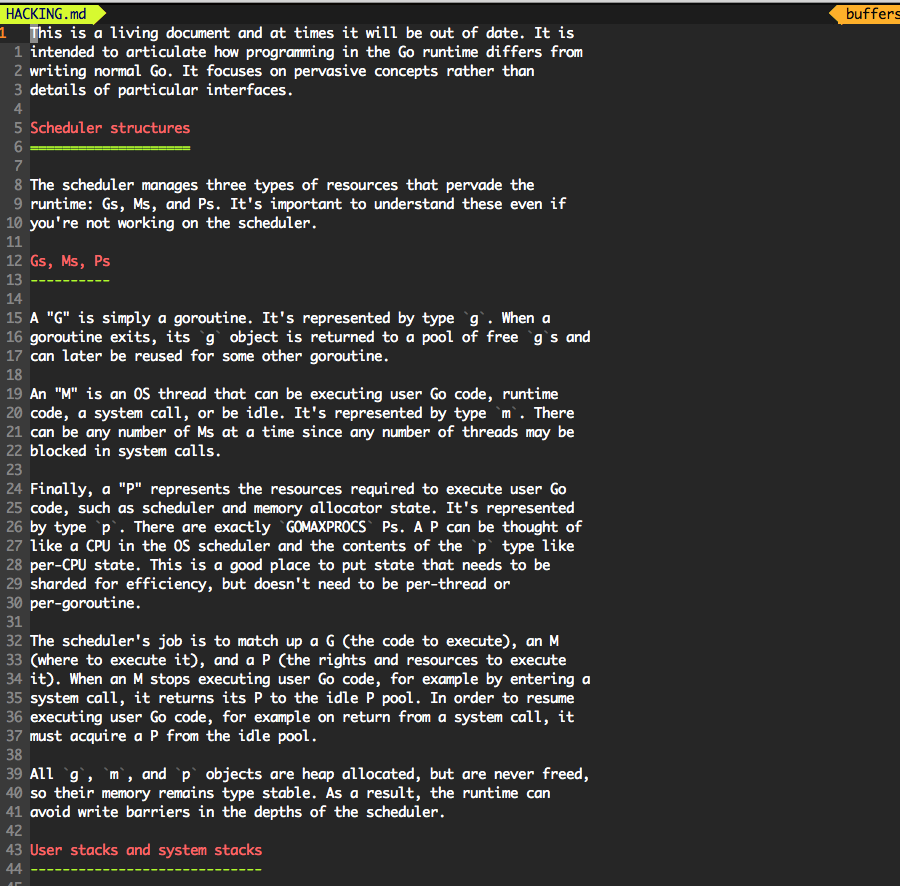 HACKING.md buffers
1 This is a living document and at times it will be out of date. It is
1 intended to articulate how programming in the Go runtime differs from
2 writing normal Go. It focuses on pervasive concepts rather than
3 details of particular interfaces.
4
5 Scheduler structures
6 ====================
7
8 The scheduler manages three types of resources that pervade the
9 runtime: Gs, Ms, and Ps. It's important to understand these even if
10 you're not working on the scheduler.
11
12 Gs, Ms, Ps
13 ----------
14
15 A "G" is simply a goroutine. It's represented by type `g`. When a
16 goroutine exits, its `g` object is returned to a pool of free `g`s and
17 can later be reused for some other goroutine.
18
19 An "M" is an OS thread that can be executing user Go code, runtime
20 code, a system call, or be idle. It's represented by type `m`. There
21 can be any number of Ms at a time since any number of threads may be
22 blocked in system calls.
23
24 Finally, a "P" represents the resources required to execute user Go
25 code, such as scheduler and memory allocator state. It's represented
26 by type `p`. There are exactly `GOMAXPROCS` Ps. A P can be thought of
27 like a CPU in the OS scheduler and the contents of the `p` type like
28 per-CPU state. This is a good place to put state that needs to be
29 sharded for efficiency, but doesn't need to be per-thread or
30 per-goroutine.
31
32 The scheduler's job is to match up a G (the code to execute), an M
33 (where to execute it), and a P (the rights and resources to execute
34 it). When an M stops executing user Go code, for example by entering a
35 system call, it returns its P to the idle P pool. In order to resume
36 executing user Go code, for example on return from a system call, it
37 must acquire a P from the idle pool.
38
39 All `g`, `m`, and `p` objects are heap allocated, but are never freed,
40 so their memory remains type stable. As a result, the runtime can
41 avoid write barriers in the depths of the scheduler.
42
43 User stacks and system stacks
44 -----------------------------